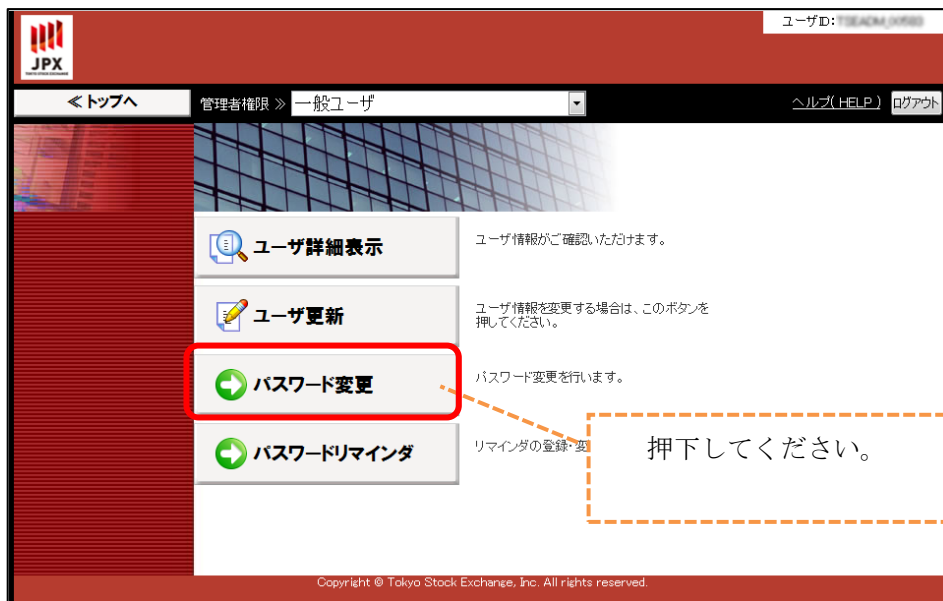 ユーザID:
JPX
TOKYO STOCK EXCHANGE
≪トップへ
管理者権限 ≫ 一般ユーザ
ヘルプ(HELP)
ログアウト
ユーザ詳細表示
ユーザ情報がご確認いただけます。
ユーザ更新
ユーザ情報を変更する場合は、このボタンを
押してください。
パスワード変更
パスワード変更を行います。
押下してください。
パスワードリマインダ
リマインダの登録・変
Copyright © Tokyo Stock Exchange, Inc. All rights reserved.